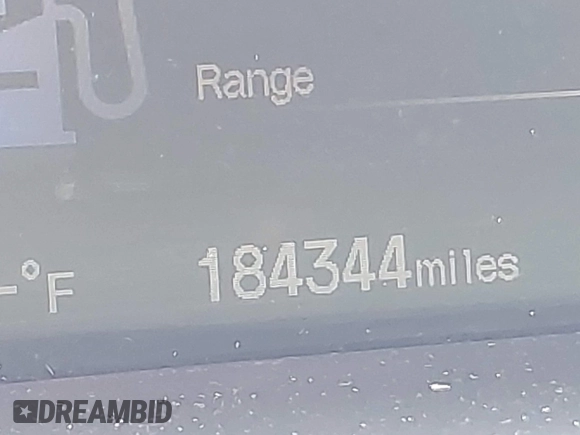 Range
-°F
184344miles
DREAMBID